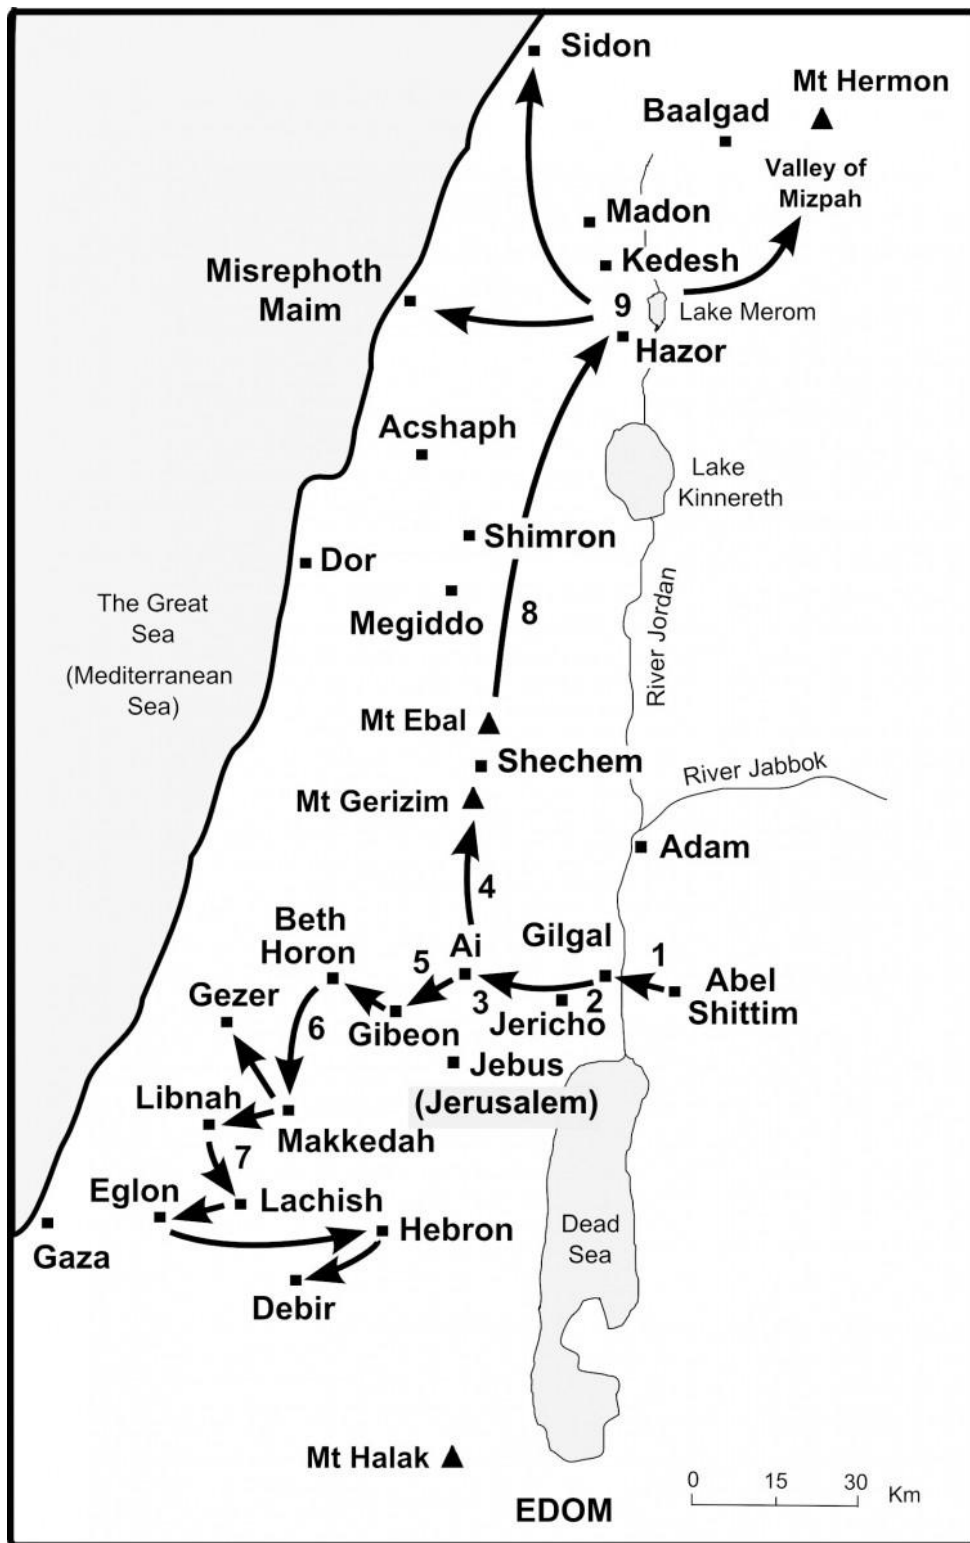 Sidon
Mt Hermon
Baalgad
Valley of
Mizpah
Madon
Kedesh
Misrephoth
Maim
9
Lake Merom
Hazor
Acshaph
Lake
Kinnereth
Shimron
Dor
River Jordan
The Great
Sea
(Mediterranean
Sea)
Megiddo
8
Mt Ebal
Shechem
River Jabbok
Mt Gerizim
Adam
4
Beth
Horon
Ai
Gilgal
5
1
Abel
Shittim
Gezer
3
2
6
Gibeon
Jericho
Jebus
(Jerusalem)
Libnah
Makkedah
7
Eglon
Lachish
Hebron
Dead
Sea
Gaza
Debir
Mt Halak
0 15 30
Km
EDOM